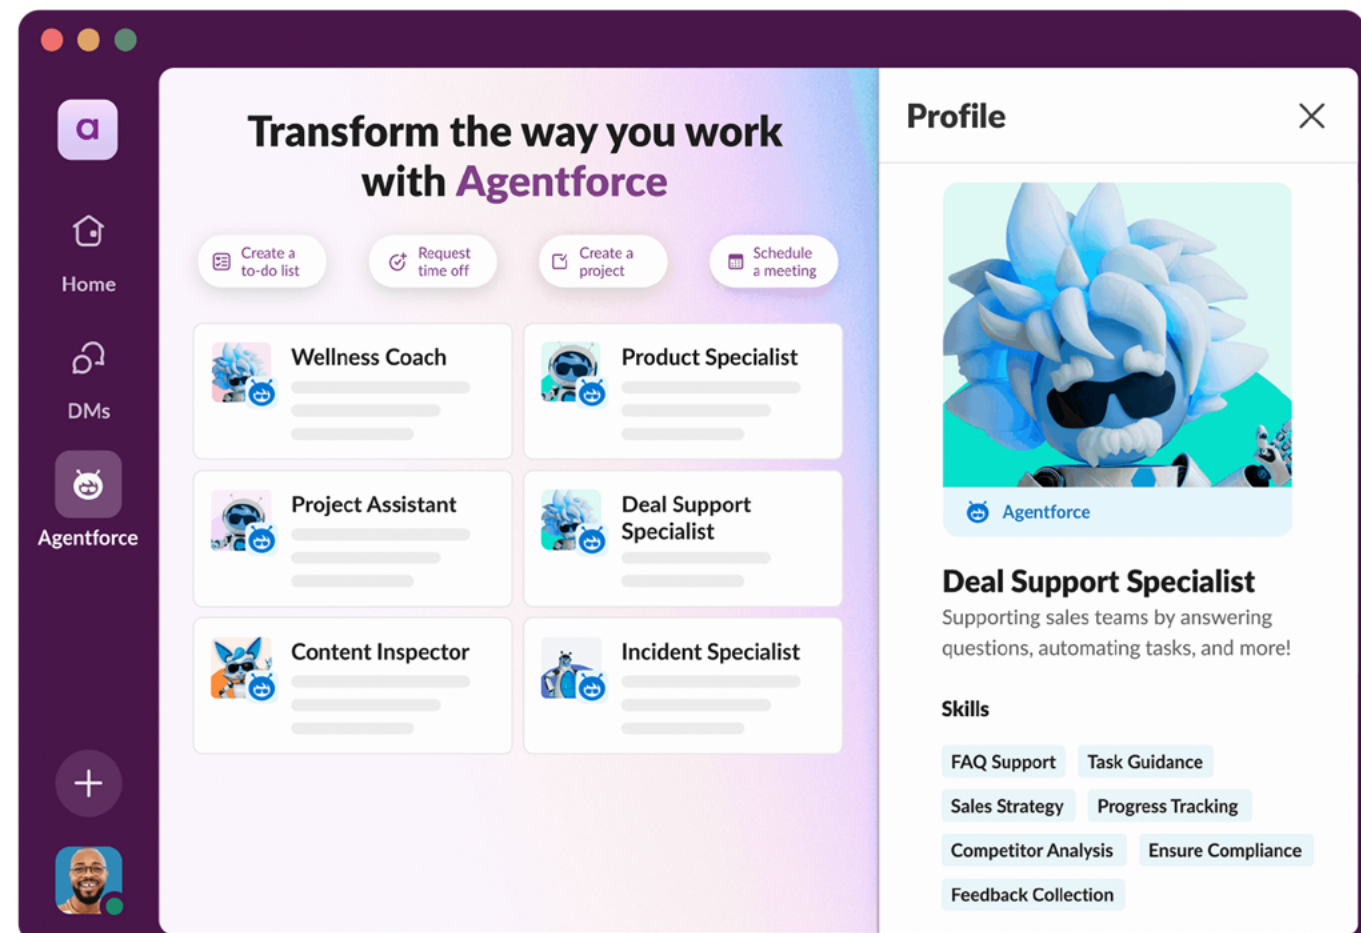 a
Home
DMs
Agentforce
Transform the way you work
with Agentforce
Create a
to-do list
Request
time off
Create a
project
Schedule
a meeting
Wellness Coach
Product Specialist
Project Assistant
Deal Support
Specialist
Content Inspector
Incident Specialist
Profile
Agentforce
Deal Support Specialist
Supporting sales teams by answering
questions, automating tasks, and more!
Skills
FAQ Support
Task Guidance
Sales Strategy
Progress Tracking
Competitor Analysis
Ensure Compliance
Feedback Collection